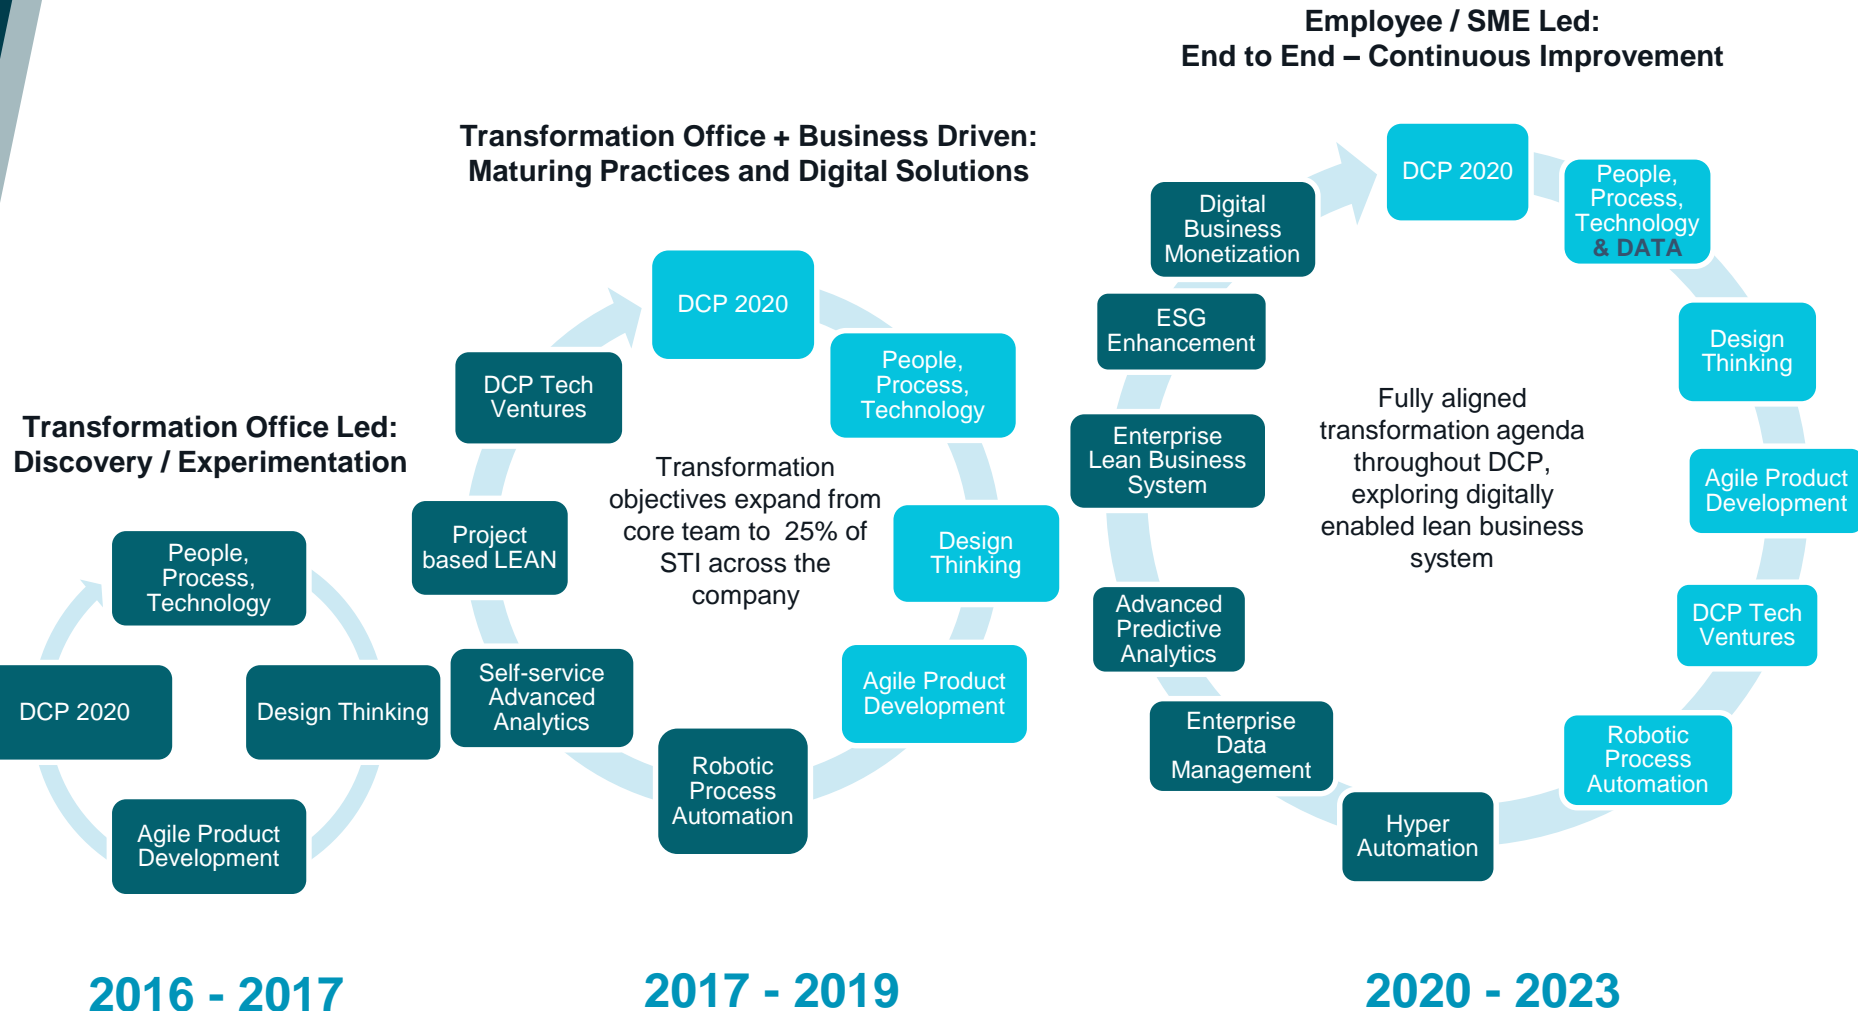 Transformation Office Led:
Discovery / Experimentation
People,
Process,
Technology
Design Thinking
Agile Product
Development
DCP 2020
2016 - 2017
Transformation Office + Business Driven:
Maturing Practices and Digital Solutions
DCP 2020
People,
Process,
Technology
Design
Thinking
Agile Product
Development
Robotic
Process
Automation
Self-service
Advanced
Analytics
Project
based LEAN
DCP Tech
Ventures
Transformation
objectives expand from
core team to 25% of
STI across the
company
2017 - 2019
Employee / SME Led:
End to End – Continuous Improvement
DCP 2020
People,
Process,
Technology
& DATA
Design
Thinking
Agile Product
Development
DCP Tech
Ventures
Robotic
Process
Automation
Hyper
Automation
Enterprise
Data
Management
Advanced
Predictive
Analytics
Enterprise
Lean Business
System
ESG
Enhancement
Digital
Business
Monetization
Fully aligned
transformation agenda
throughout DCP,
exploring digitally
enabled lean business
system
2020 - 2023